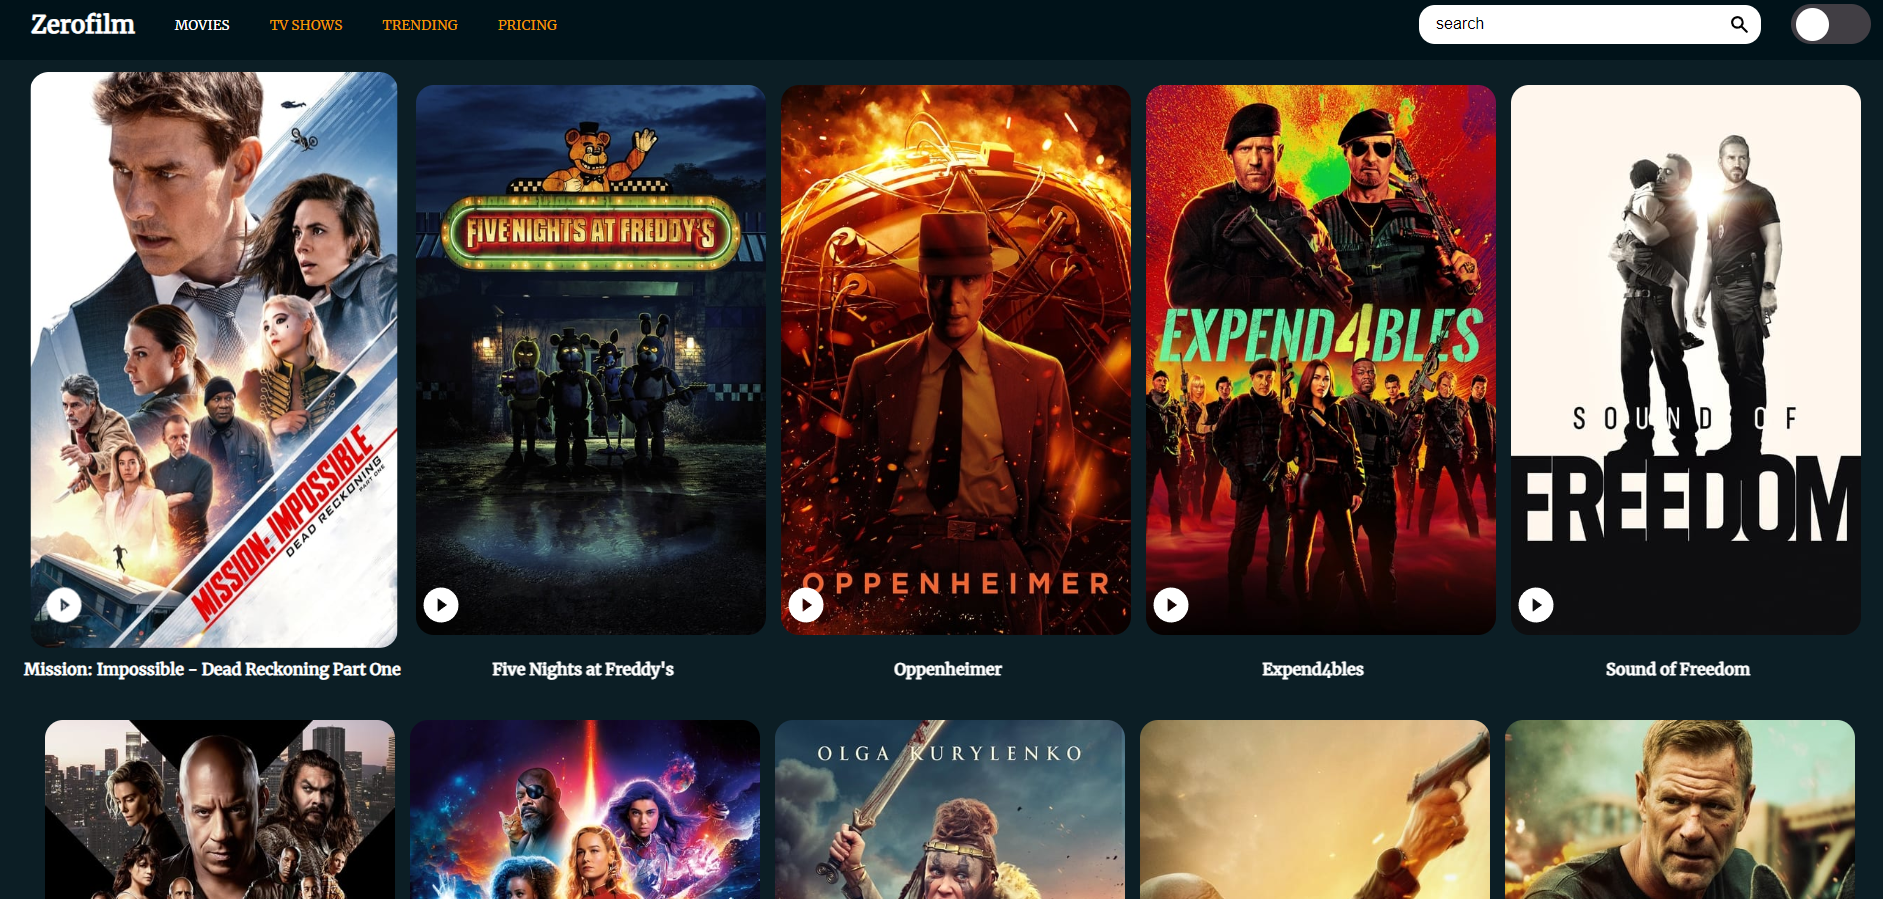 Zerofilm
MOVIES
TV SHOWS
TRENDING
PRICING
search
MISSION: IMPOSSIBLE
DEAD RECKONING
PART ONE
FIVE NIGHTS AT FREDDY'S
OPPENHEIMER
EXPEND4BLES
SOUND OF
FREEDOM
Mission: Impossible - Dead Reckoning Part One
Five Nights at Freddy's
Oppenheimer
Expend4bles
Sound of Freedom
OLGA KURYLENKO